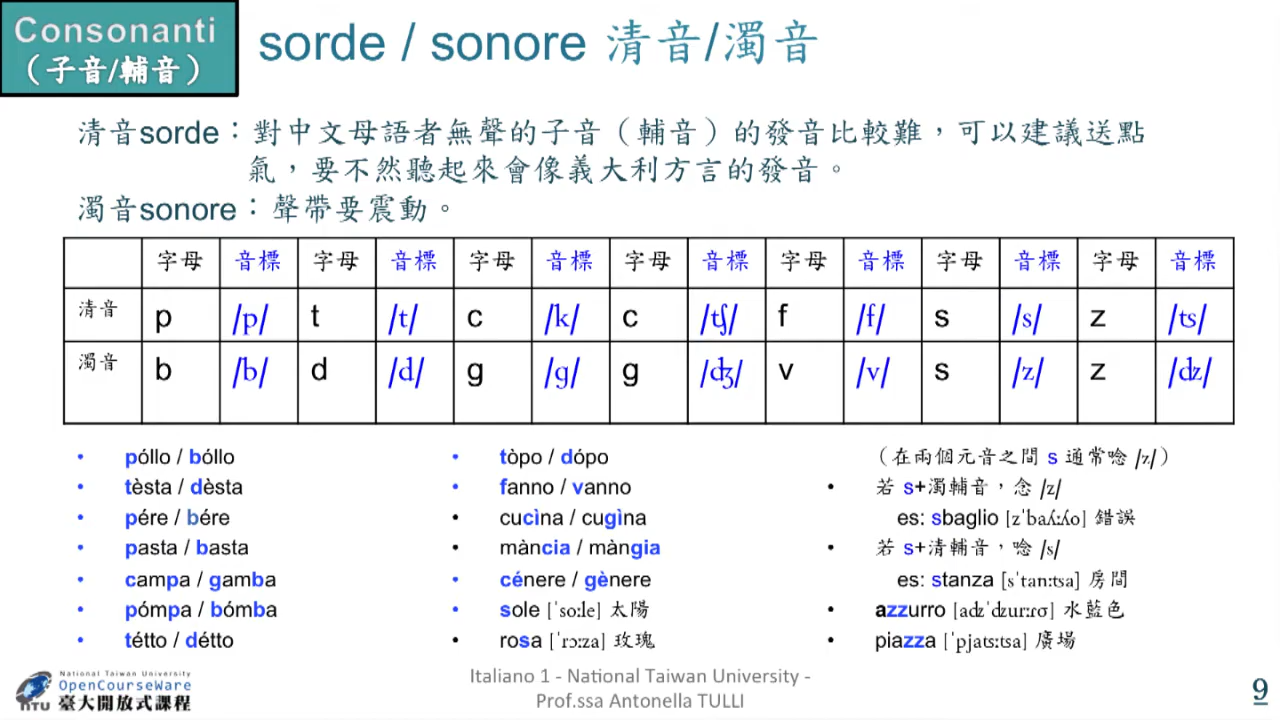 Consonanti
（子音/輔音）
sorde / sonore 清音/濁音
清音sorde：對中文母語者無聲的子音（輔音）的發音比較難，可以建議送點
氣，要不然聽起來會像義大利方言的發音。
濁音sonore：聲帶要震動。
字母 音標 字母 音標 字母 音標 字母 音標 字母 音標 字母 音標 字母 音標
清音 p /p/ t /t/ c /k/ c /ʧ/ f /f/ s /s/ z /ʦ/
濁音 b /b/ d /d/ g /g/ g /ʤ/ v /v/ s /z/ z /ʣ/
• póllo / bóllo
• tèsta / dèsta
• pére / bére
• pasta / basta
• campa / gamba
• pómpa / bómba
• tétto / détto
• tòpo / dópo
• fanno / vanno
• cucìna / cugìna
• mància / màngia
• cénere / gènere
• sole [ˈsoːle] 太陽
• rosa [ˈrɔːza] 玫瑰
（在兩個元音之間 s 通常唸 /z/）
• 若 s+濁輔音，念 /z/
es: sbaglio [zˈbaʎːʎo] 錯誤
• 若 s+清輔音，唸 /s/
es: stanza [sˈtanːtsa] 房間
• azzurro [aʣˈʣurːrʊ] 水藍色
piazza [ˈpjatsːtsa] 廣場
National Taiwan University
OpenCourseWare
NTU 臺大開放式課程
Italiano 1 - National Taiwan University -
Prof.ssa Antonella TULLI
9